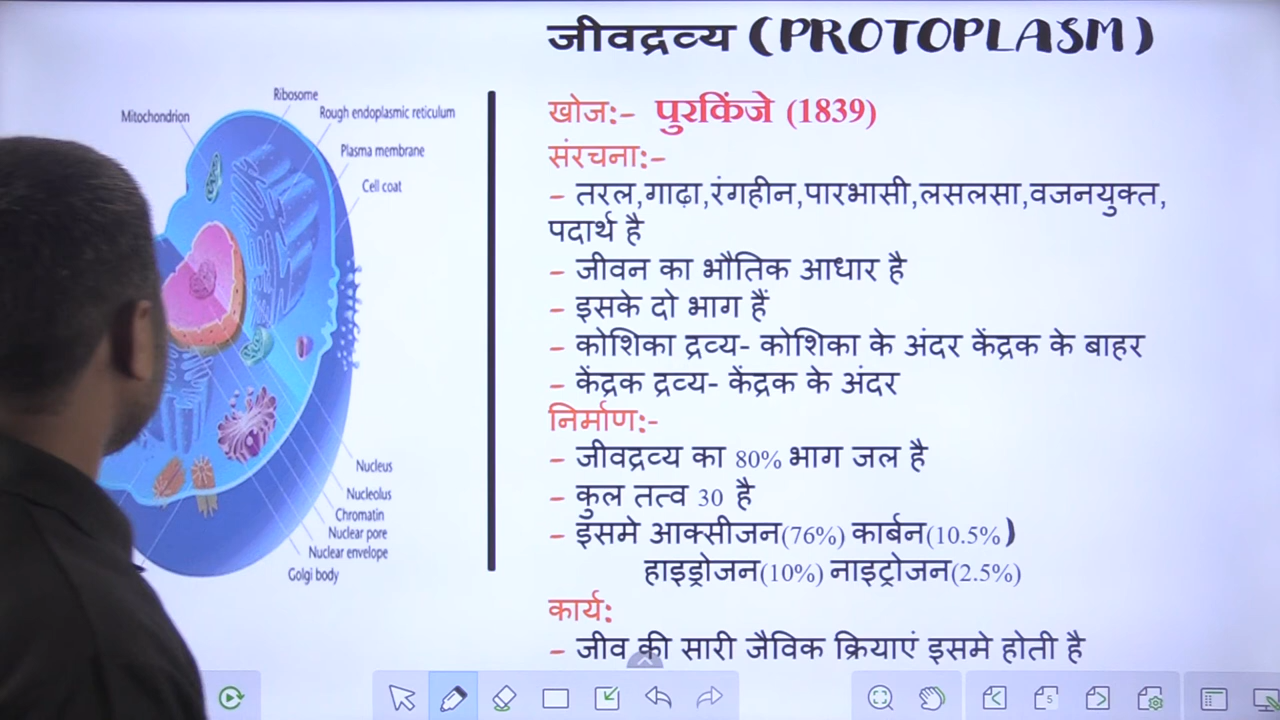 जीवद्रव्य (PROTOPLASM)
Ribosome
Mitochondrion
Rough endoplasmic reticulum
Plasma membrane
Cell coat
Nucleus
Nucleolus
Chromatin
Nuclear pore
Nuclear envelope
Golgi body
खोज:- पुरकिंजे (1839)
संरचना:-
- तरल,गाढ़ा,रंगहीन,पारभासी,लसलसा,वजनयुक्त,
पदार्थ है
- जीवन का भौतिक आधार है
- इसके दो भाग हैं
- कोशिका द्रव्य- कोशिका के अंदर केंद्रक के बाहर
- केंद्रक द्रव्य- केंद्रक के अंदर
निर्माण:-
- जीवद्रव्य का 80% भाग जल है
- कुल तत्व 30 है
- इसमे आक्सीजन(76%) कार्बन(10.5%)
हाइड्रोजन(10%) नाइट्रोजन(2.5%)
कार्य:
- जीव की सारी जैविक क्रियाएं इसमे होती है
5